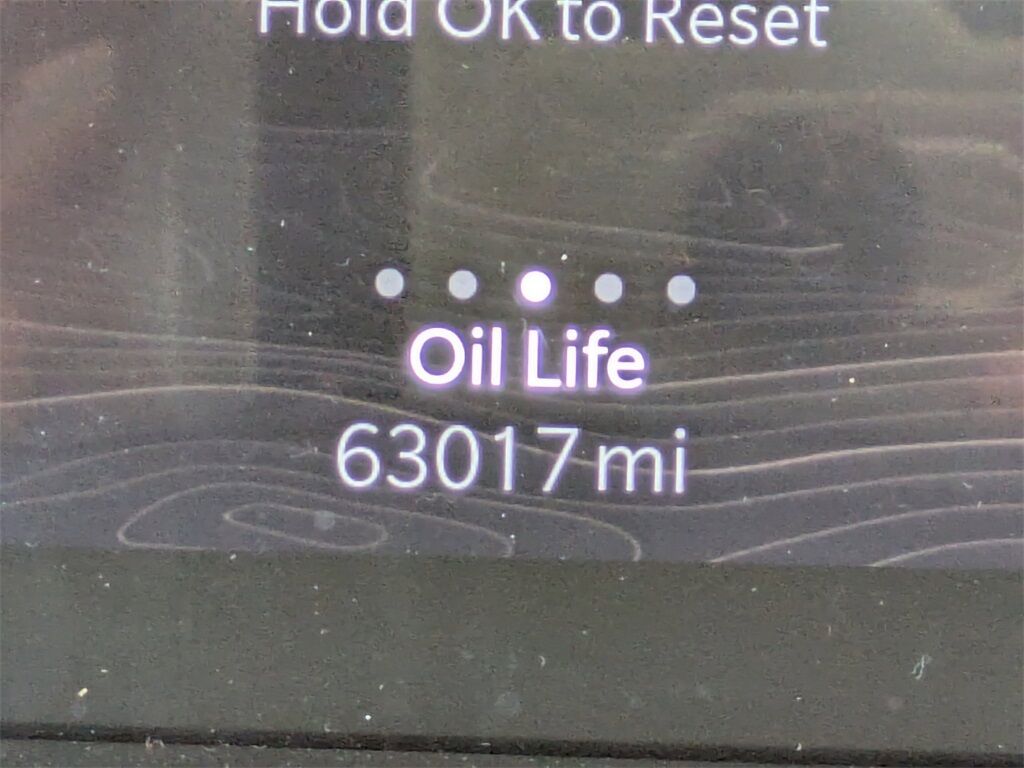 Hold OK to Reset
Oil Life
63017 mi